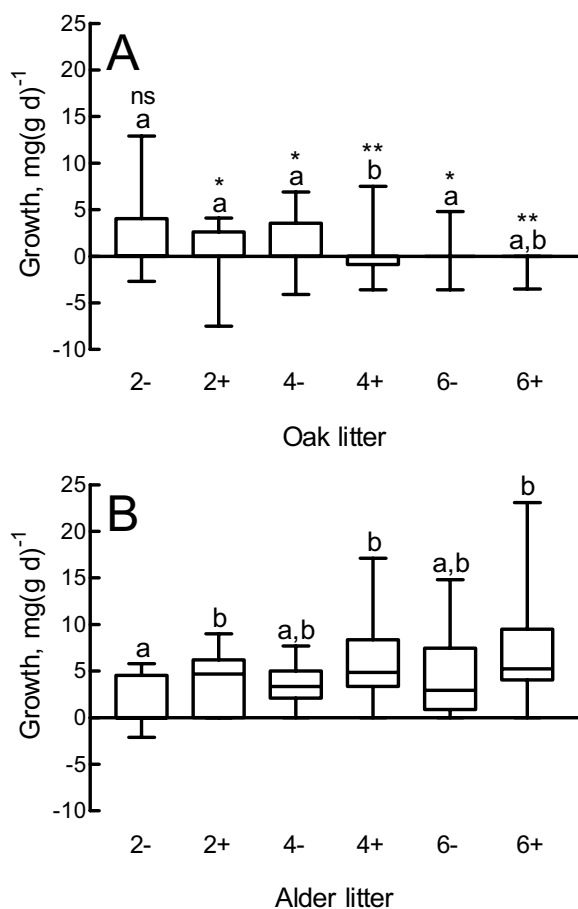 A
Growth, mg(g d)-1
25
20
15
10
5
0
-5
-10
ns * * ** * **
a a a b a a,b
2- 2+ 4- 4+ 6- 6+
Oak litter
B
Growth, mg(g d)-1
25
20
15
10
5
0
-5
-10
a b a,b b a,b b
2- 2+ 4- 4+ 6- 6+
Alder litter